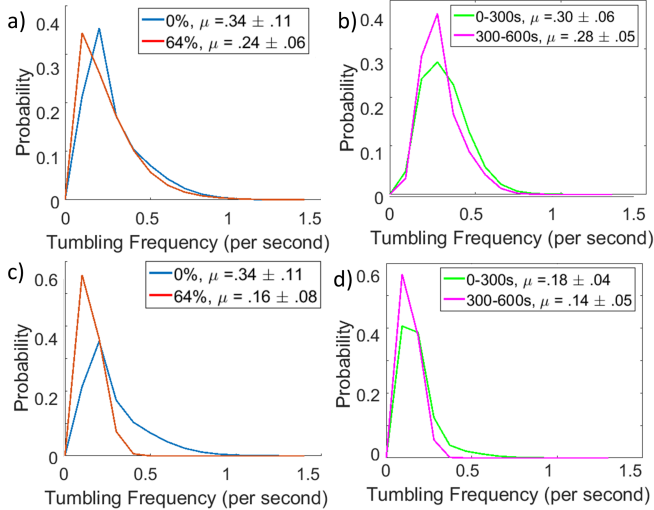 a)
0%, μ =.34 ± .11
64%, μ = .24 ± .06
0.4
0.3
0.2
0.1
0
Probability
0
0.5
1
1.5
Tumbling Frequency (per second)
b)
0-300s, μ =.30 ± .06
300-600s, μ = .28 ± .05
0.4
0.3
0.2
0.1
0
Probability
0
0.5
1
1.5
Tumbling Frequency (per second)
c)
0%, μ=.34 ± .11
64%, μ = .16 ± .08
0.6
0.4
0.2
0
Probability
0
0.5
1
1.5
Tumbling Frequency (per second)
d)
0-300s, μ =.18 ± .04
300-600s, μ = .14 ± .05
0.6
0.4
0.2
0
Probability
0
0.5
1
1.5
Tumbling Frequency (per second)